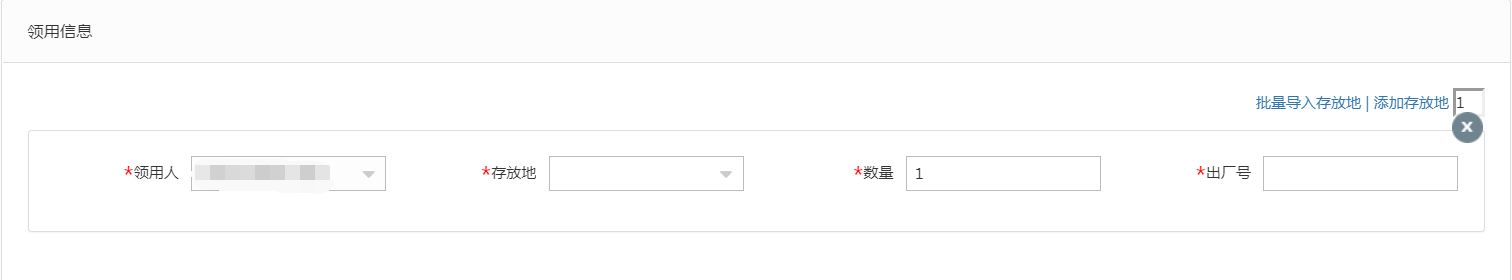 领用信息
批量导入存放地 | 添加存放地 1
x
*领用人 *存放地 *数量 1 *出厂号